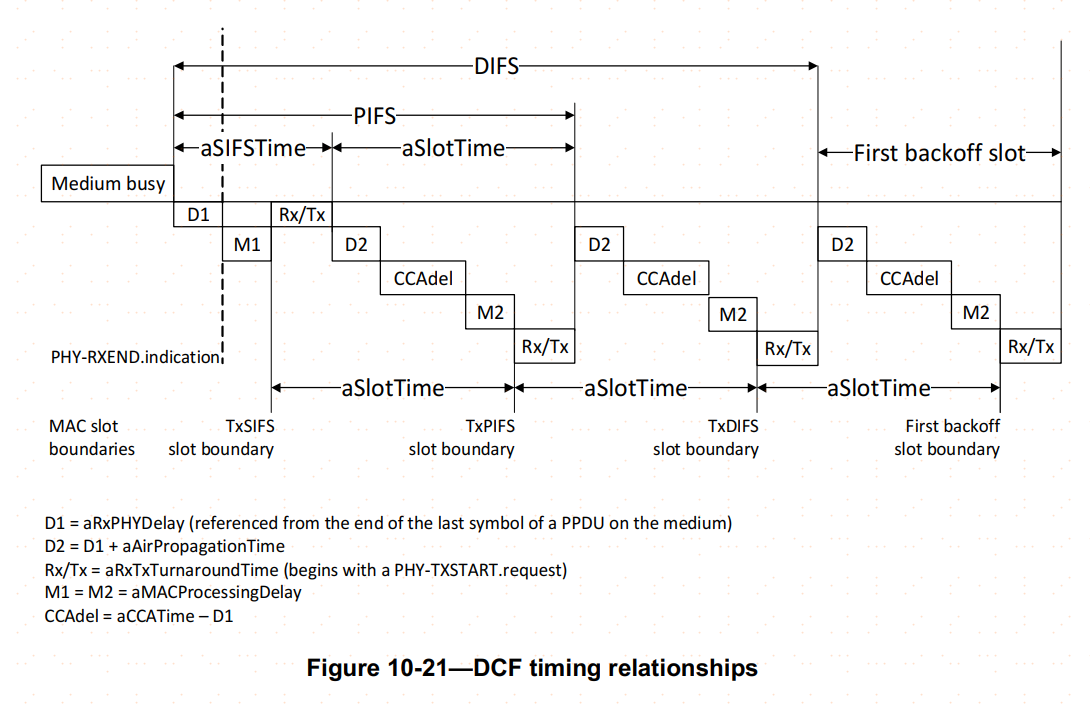 DIFS
PIFS
aSIFSTime aSlotTime
First backoff slot
Medium busy
D1 Rx/Tx
M1 D2 D2 D2
CCAdel CCAdel CCAdel
M2 M2 M2
Rx/Tx Rx/Tx Rx/Tx
PHY-RXEND.indication
aSlotTime aSlotTime aSlotTime
MAC slot TxSIFS TxPIFS TxDIFS First backoff
boundaries slot boundary slot boundary slot boundary slot boundary
D1 = aRxPHYDelay (referenced from the end of the last symbol of a PPDU on the medium)
D2 = D1 + aAirPropagationTime
Rx/Tx = aRxTxTurnaroundTime (begins with a PHY-TXSTART.request)
M1 = M2 = aMACProcessingDelay
CCAdel = aCCATime – D1
Figure 10-21—DCF timing relationships